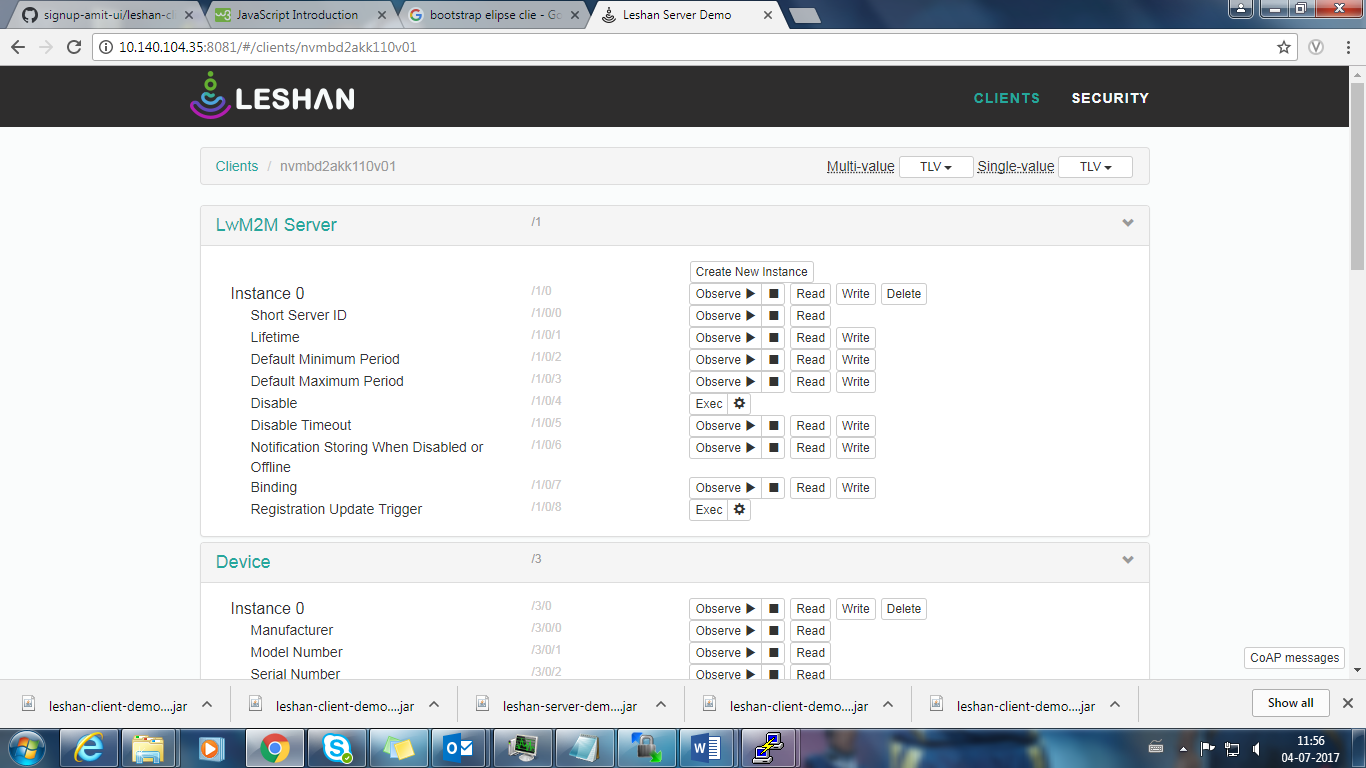 signup-amit-ui/leshan-cl
JavaScript Introduction
bootstrap elipse clie - Go
Leshan Server Demo
10.140.104.35:8081/#/clients/nvmbd2akk110v01
LESHAN CLIENTS SECURITY
Clients / nvmbd2akk110v01 Multi-value TLV Single-value TLV
LwM2M Server /1
Create New Instance
Instance 0 /1/0 Observe Read Write Delete
Short Server ID /1/0/0 Observe Read
Lifetime /1/0/1 Observe Read Write
Default Minimum Period /1/0/2 Observe Read Write
Default Maximum Period /1/0/3 Observe Read Write
Disable /1/0/4 Exec
Disable Timeout /1/0/5 Observe Read Write
Notification Storing When Disabled or /1/0/6 Observe Read Write
Offline
Binding /1/0/7 Observe Read Write
Registration Update Trigger /1/0/8 Exec
Device /3
Instance 0 /3/0 Observe Read Write Delete
Manufacturer /3/0/0 Observe Read
Model Number /3/0/1 Observe Read
Serial Number /3/0/2 Observe Read
CoAP messages
leshan-client-demo....jar leshan-client-demo....jar leshan-server-dem....jar leshan-client-demo....jar leshan-client-demo....jar Show all
11:56
04-07-2017